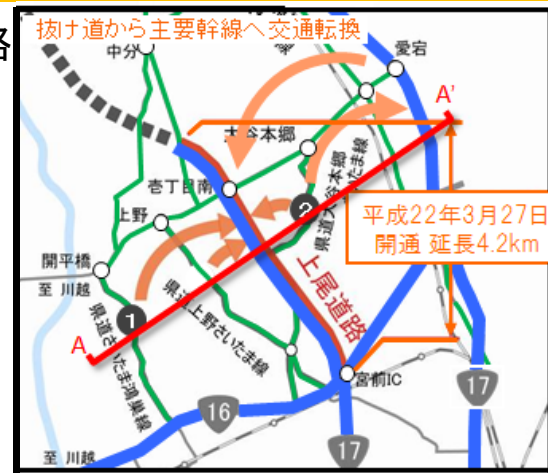 路
抜け道から主要幹線へ交通転換
中分
愛宕
A'
大谷本郷
壱丁目南
上野
2
県道大谷本郷さいたま線
平成22年3月27日
開通 延長4.2km
開平橋
至 川越
1
県道上野さいたま線
上尾道路
A
県道さいたま鴻巣線
宮前IC
16
17
17
至 川越